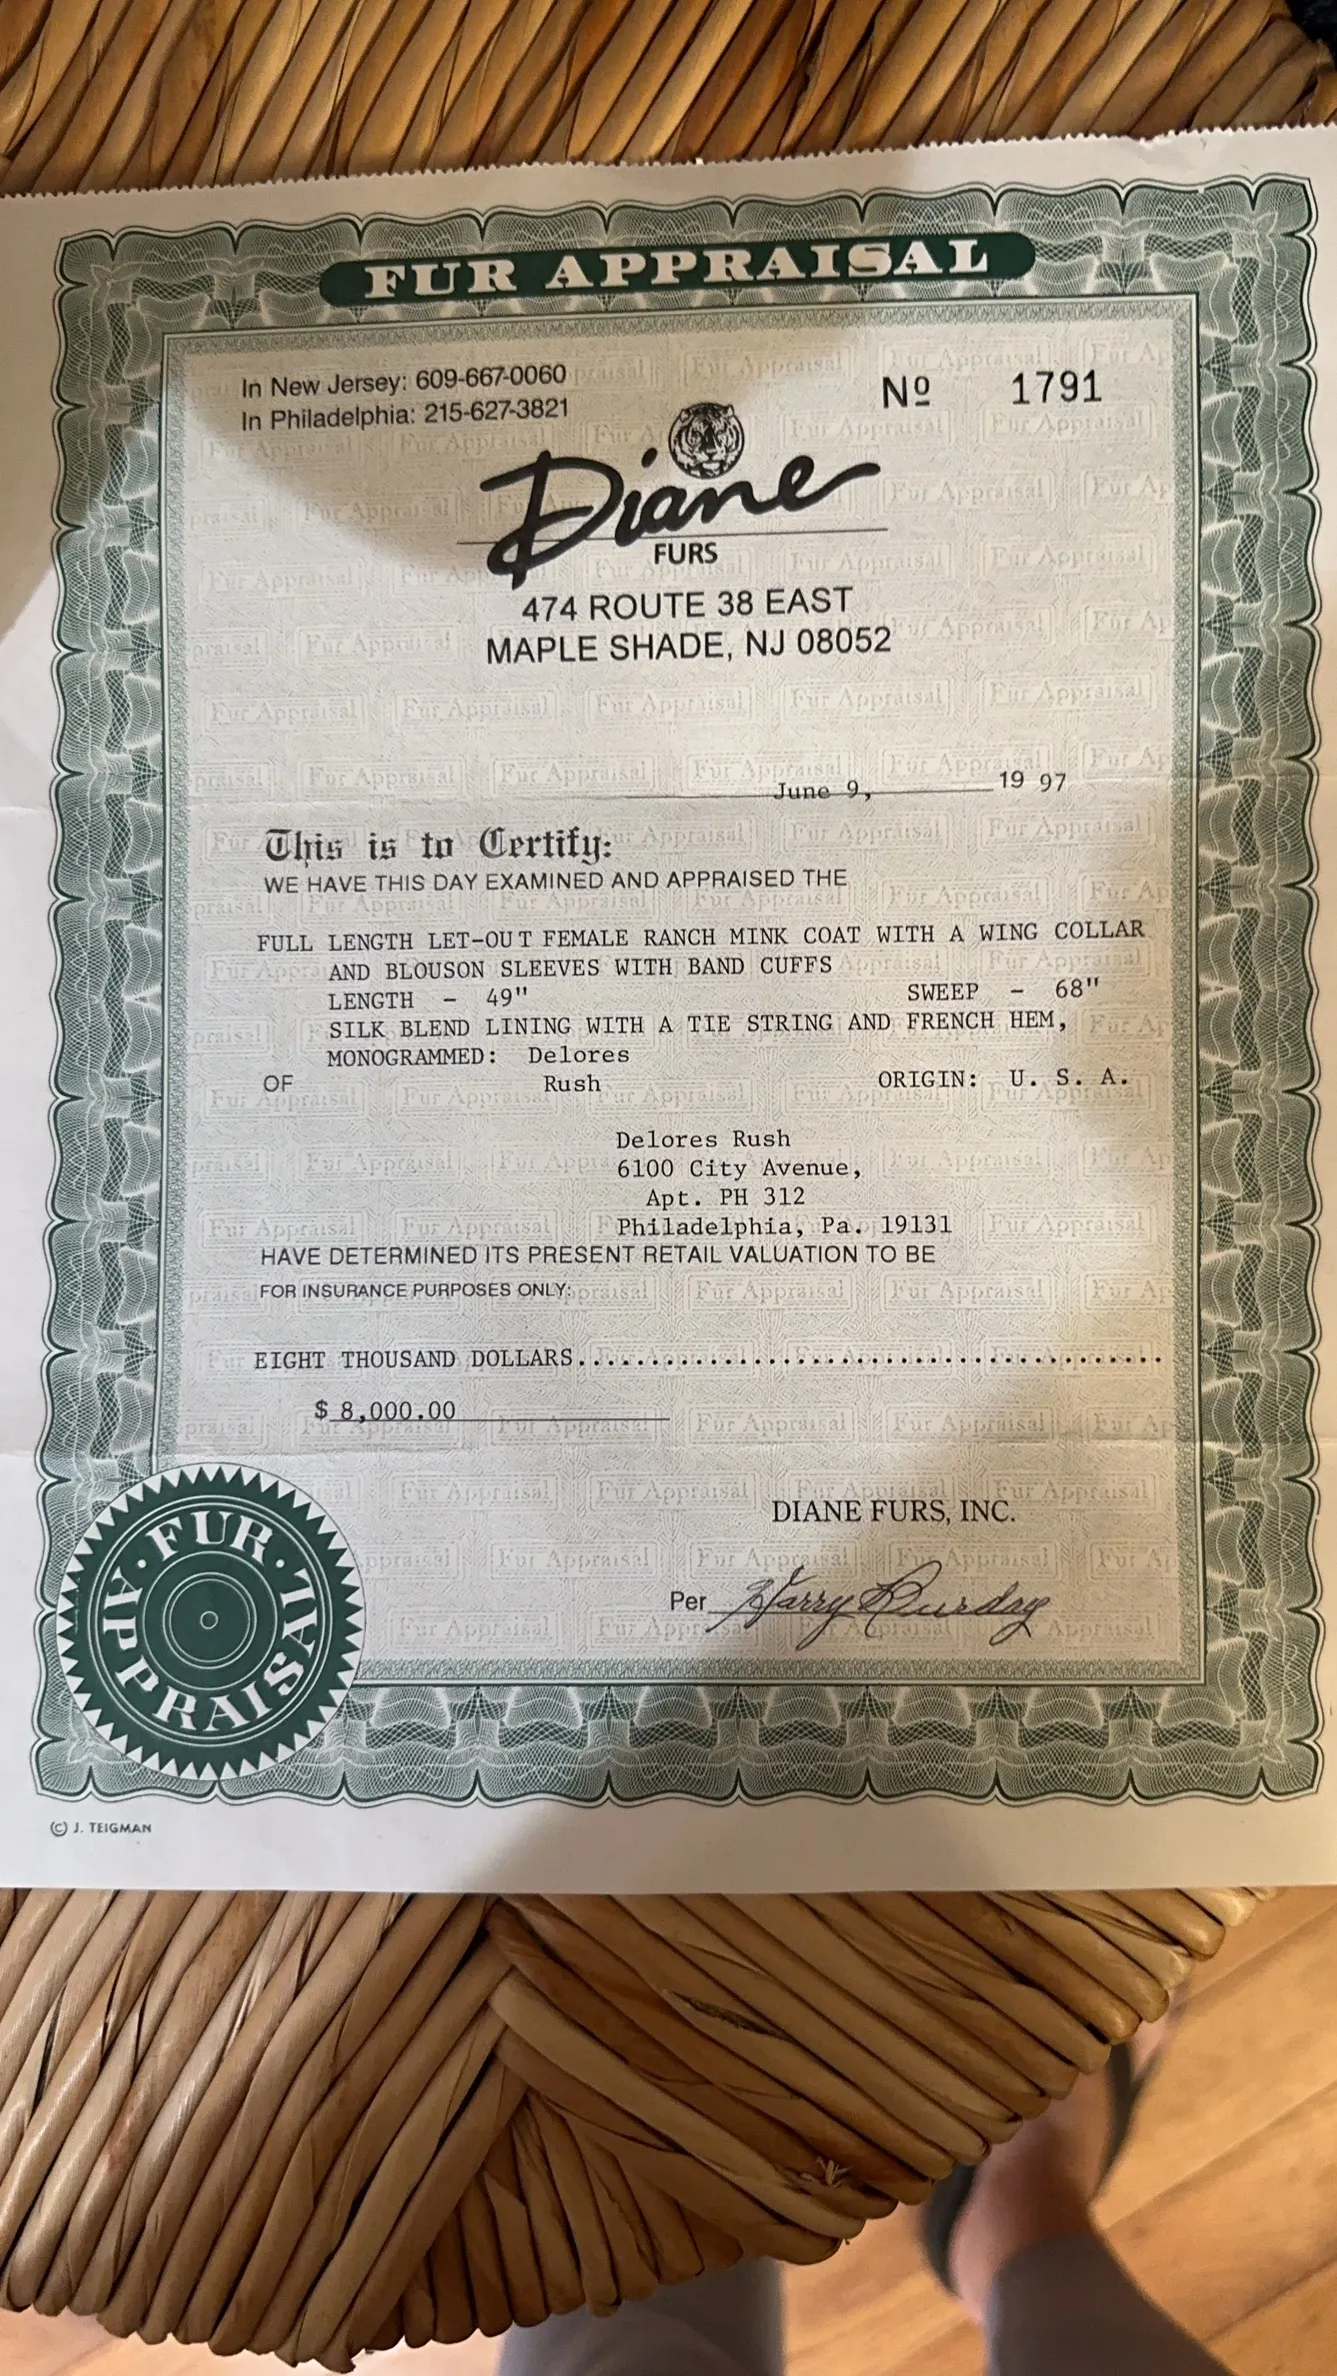 FUR APPRAISAL
In New Jersey: 609-667-0060
In Philadelphia: 215-627-3821
Nº 1791
Diane
FURS
474 ROUTE 38 EAST
MAPLE SHADE, NJ 08052
June 9, 19 97
This is to Certify:
WE HAVE THIS DAY EXAMINED AND APPRAISED THE
FULL LENGTH LET-OUT FEMALE RANCH MINK COAT WITH A WING COLLAR
AND BLOUSON SLEEVES WITH BAND CUFFS
LENGTH - 49" SWEEP - 68"
SILK BLEND LINING WITH A TIE STRING AND FRENCH HEM,
MONOGRAMMED: Delores
OF Rush ORIGIN: U. S. A.
Delores Rush
6100 City Avenue,
Apt. PH 312
Philadelphia, Pa. 19131
HAVE DETERMINED ITS PRESENT RETAIL VALUATION TO BE
FOR INSURANCE PURPOSES ONLY:
EIGHT THOUSAND DOLLARS........................................
$ 8,000.00
DIANE FURS, INC.
Per Harry
FUR APPRAISAL
© J. TEIGMAN